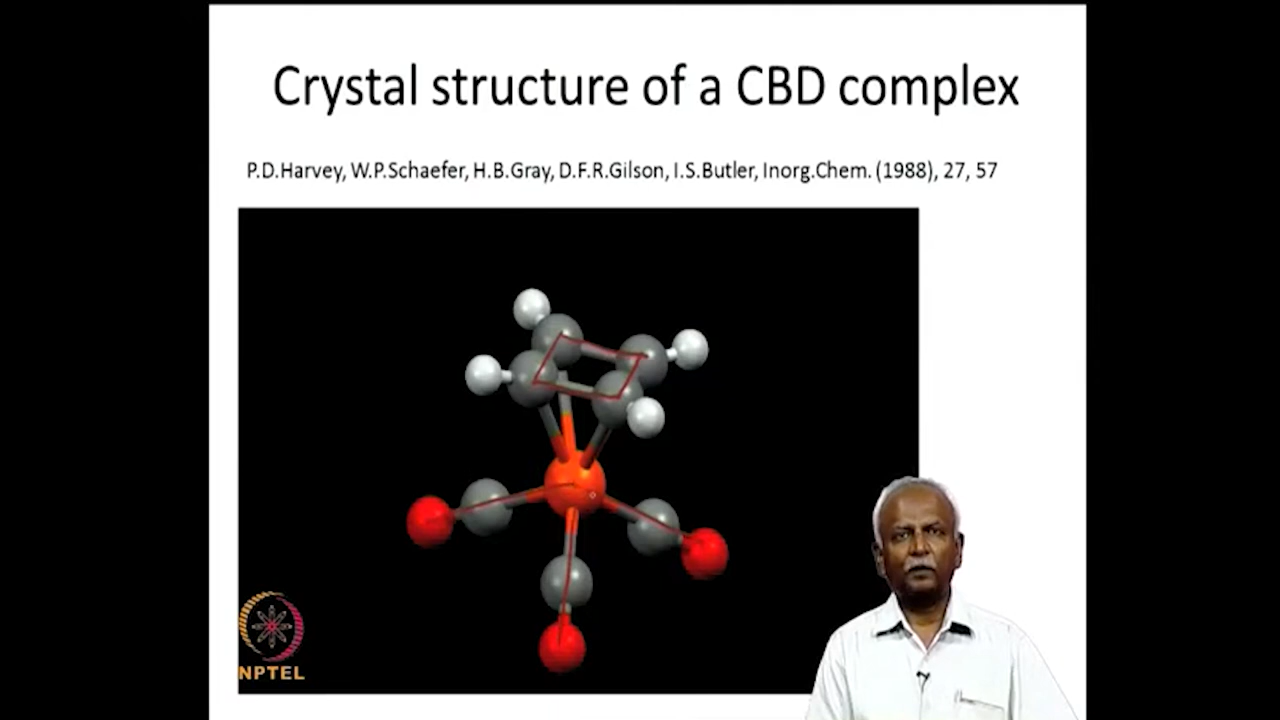 Crystal structure of a CBD complex
P.D.Harvey, W.P.Schaefer, H.B.Gray, D.F.R.Gilson, I.S.Butler, Inorg.Chem. (1988), 27, 57
NPTEL